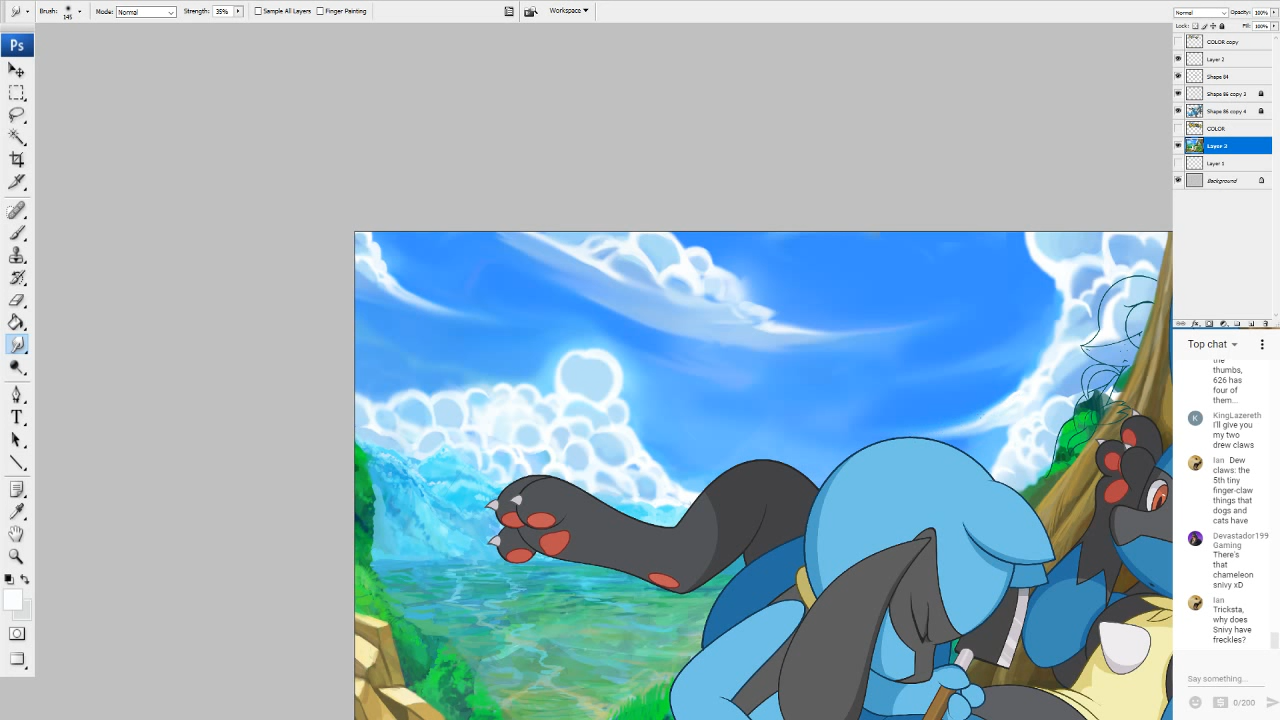 Brush:
145
Mode: Normal
Strength: 35%
Sample All Layers
Finger Painting
Workspace
Ps
Normal
Opacity: 100%
Lock:
Fill: 100%
COLOR copy
Layer 2
Shape 84
Shape 86 copy 3
Shape 86 copy 4
COLOR
Layer 3
Layer 1
Background
Top chat
the
thumbs,
626 has
four of
them...
KingLazereth
I'll give you
my two
drew claws
Ian Dew
claws: the
5th tiny
finger-claw
things that
dogs and
cats have
Devastador199
Gaming
There's
that
chameleon
snivy xD
Ian
Tricksta,
why does
Snivy have
freckles?
Say something...
0/200